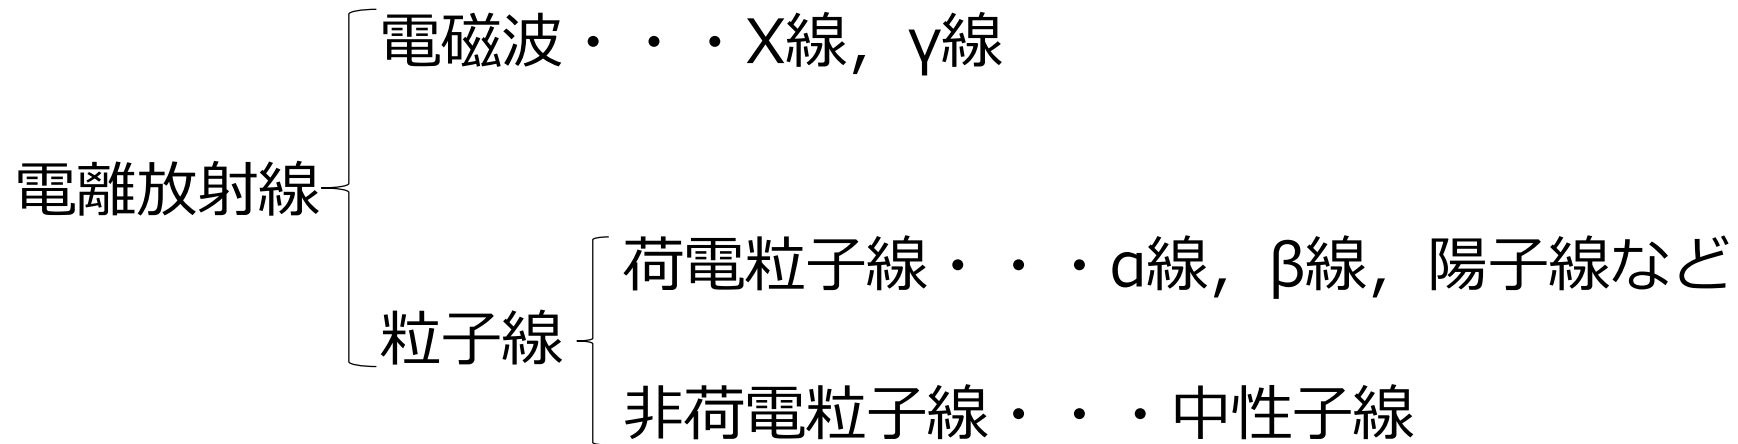 電磁波・・・X線，γ線
電離放射線
荷電粒子線・・・α線，β線，陽子線など
粒子線
非荷電粒子線・・・中性子線